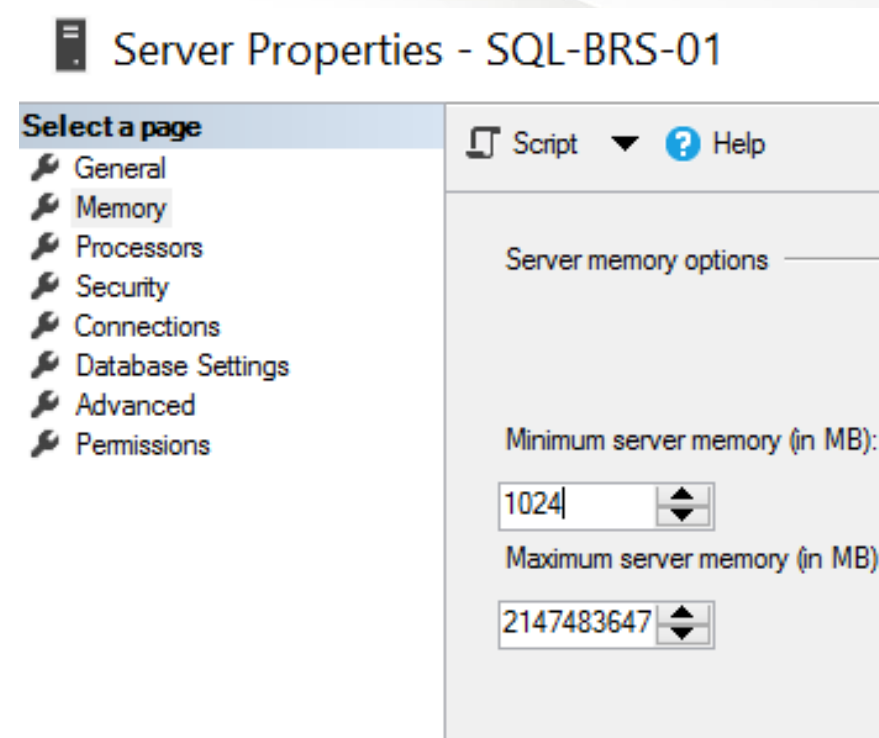 Server Properties - SQL-BRS-01
Select a page
General
Memory
Processors
Security
Connections
Database Settings
Advanced
Permissions
Script
Help
Server memory options
Minimum server memory (in MB):
1024
Maximum server memory (in MB)
2147483647